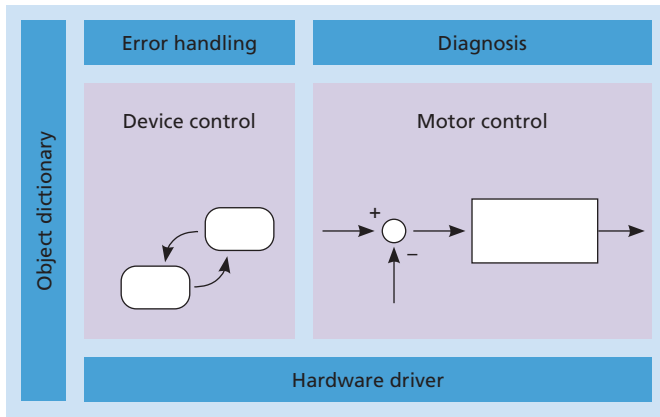 Object dictionary
Error handling
Diagnosis
Device control
Motor control
+
−
Hardware driver